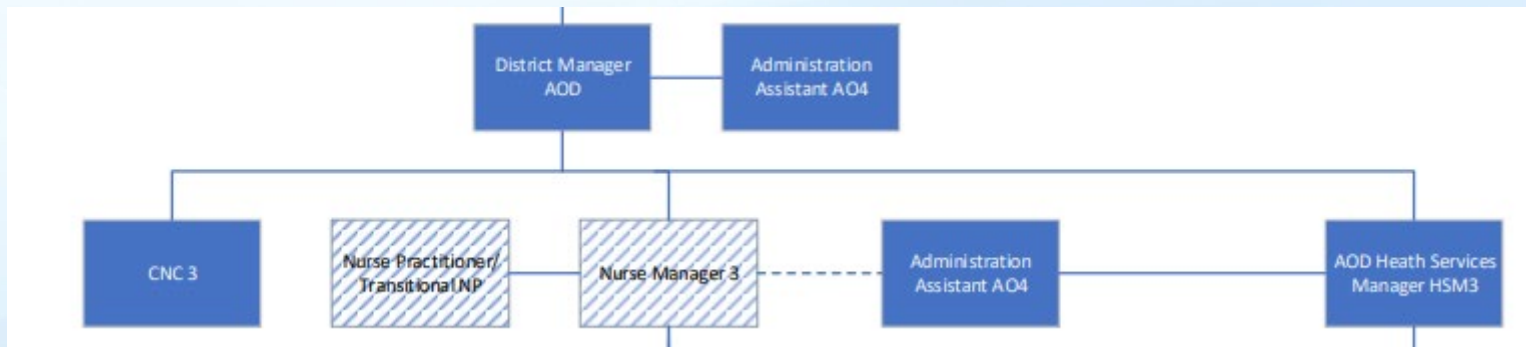 District Manager
AOD
Administration
Assistant AO4
CNC 3
Nurse Practitioner/
Transitional NP
Nurse Manager 3
Administration
Assistant AO4
AOD Heath Services
Manager HSM3